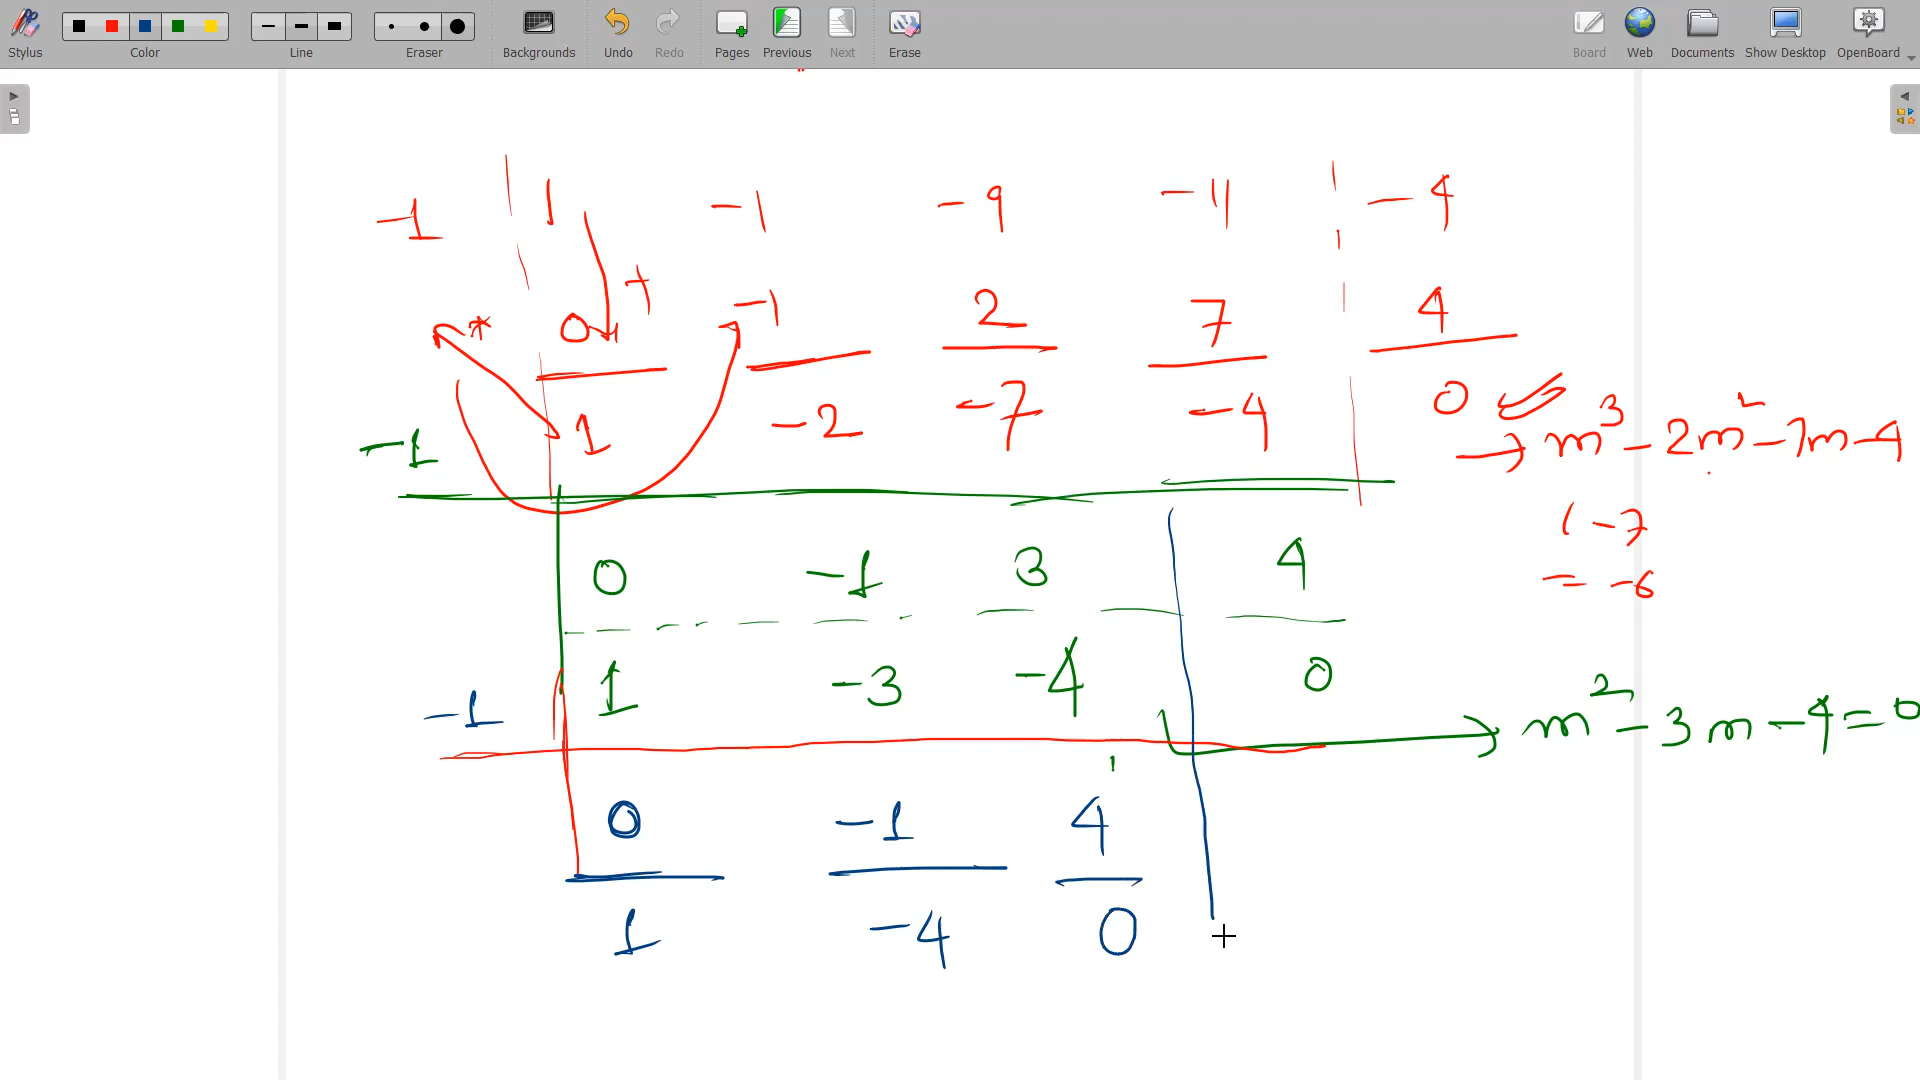 Stylus Color Line Eraser Backgrounds Undo Redo Pages Previous Next Erase Board Web Documents Show Desktop OpenBoard
-1 1 -1 -9 -11 -4
* 0 + -1 2 7 4
1 -2 -7 -4 0
→ m³ - 2m² - 7m - 4
-1
1 - 7
= -6
0 -1 3 4
1 -3 -4 0
-1
→ m² - 3m - 4 = 0
0 -1 4
1 -4 0